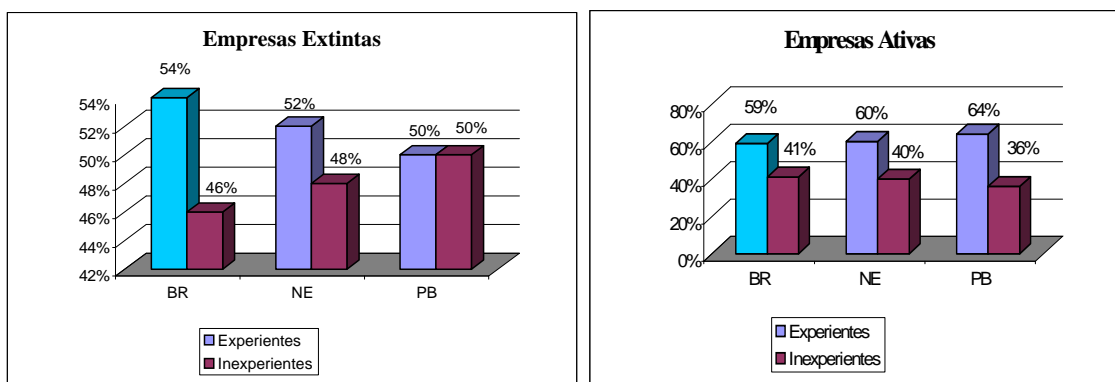 Empresas Extintas
54%
52%
50%
50%
48%
46%
54%
52%
50%
48%
46%
44%
42%
BR
NE
PB
Experientes
Inexperientes
Empresas Ativas
59%
41%
60%
40%
64%
36%
80%
60%
40%
20%
0%
BR
NE
PB
Experientes
Inexperientes